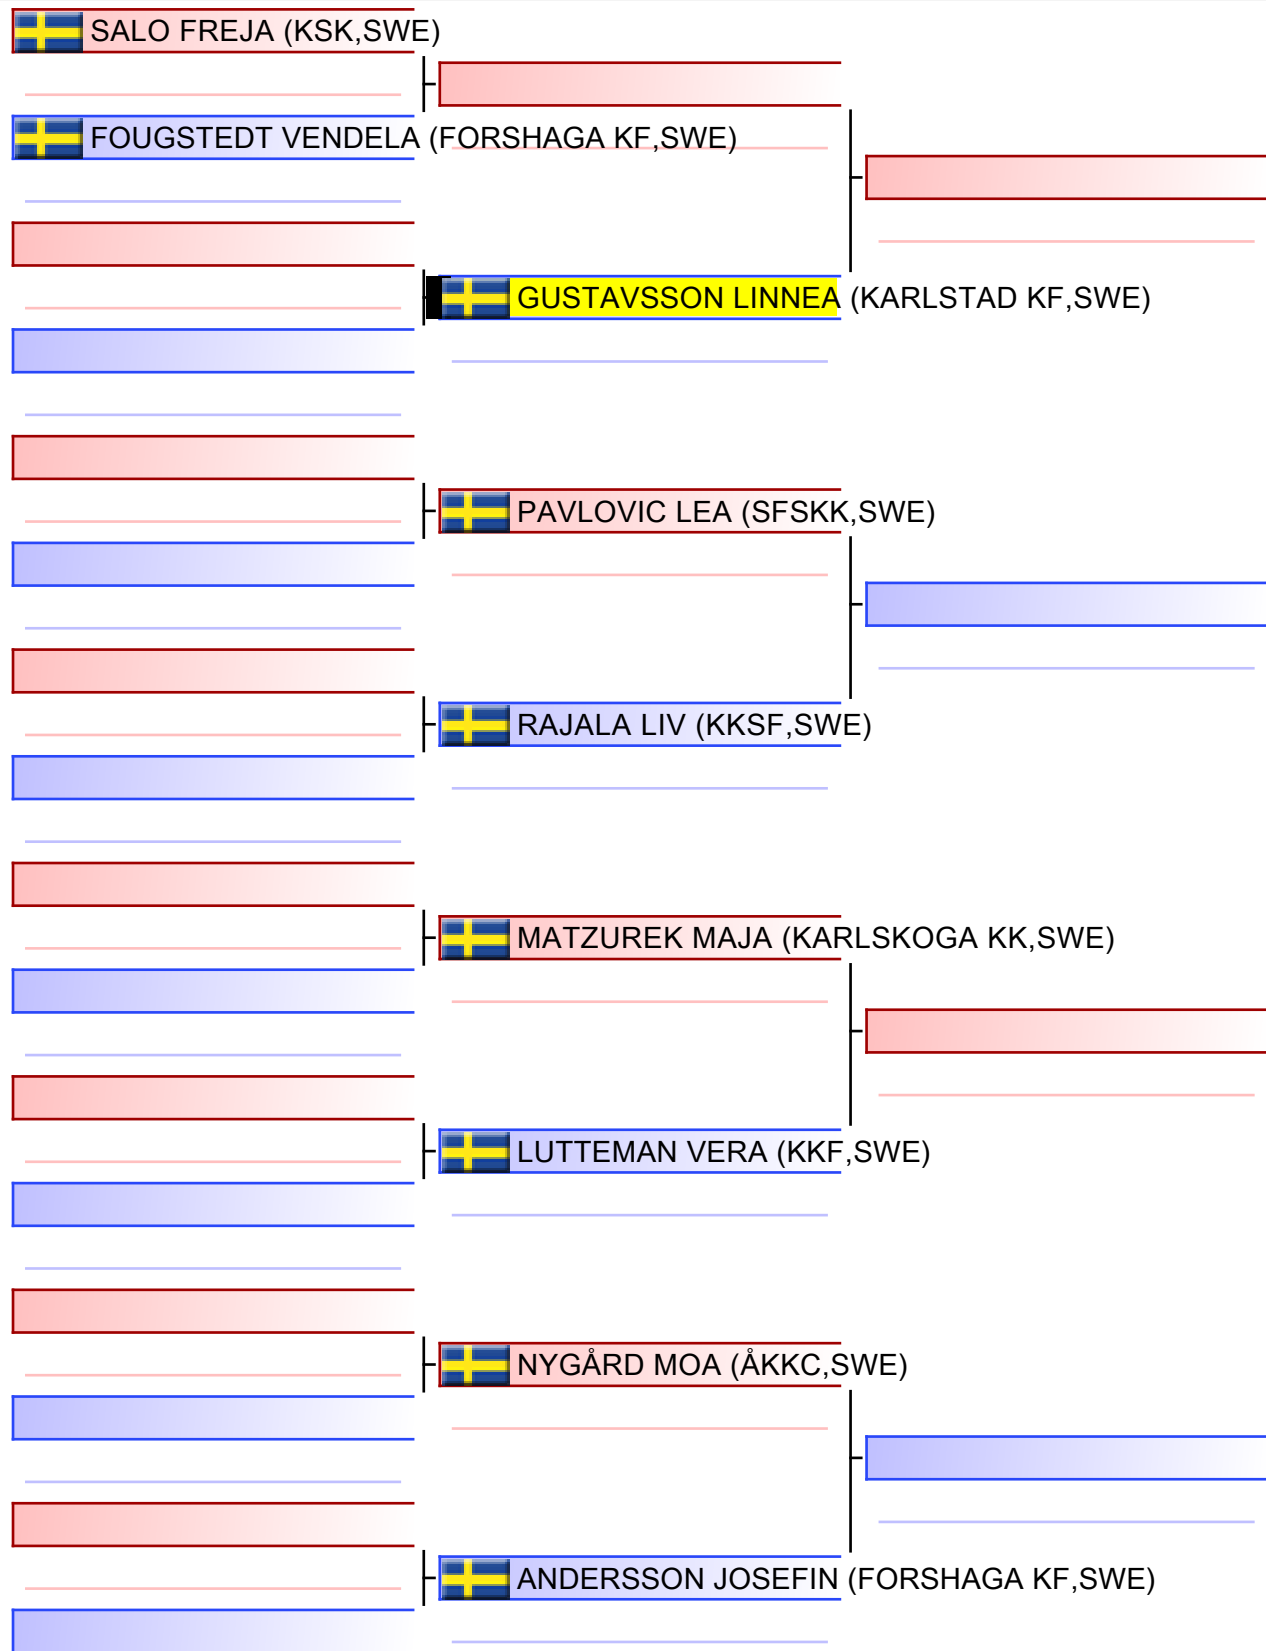 SALO FREJA (KSK,SWE)
FOUGSTEDT VENDELA (FORSHAGA KF,SWE)
GUSTAVSSON LINNEA (KARLSTAD KF,SWE)
PAVLOVIC LEA (SFSKK,SWE)
RAJALA LIV (KKSF,SWE)
MATZUREK MAJA (KARLSKOGA KK,SWE)
LUTTEMAN VERA (KKF,SWE)
NYGÅRD MOA (ÅKKC,SWE)
ANDERSSON JOSEFIN (FORSHAGA KF,SWE)